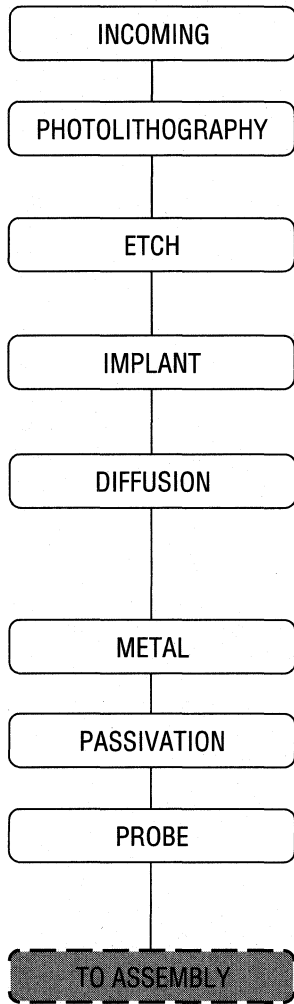 INCOMING
PHOTOLITHOGRAPHY
ETCH
IMPLANT
DIFFUSION
METAL
PASSIVATION
PROBE
TO ASSEMBLY